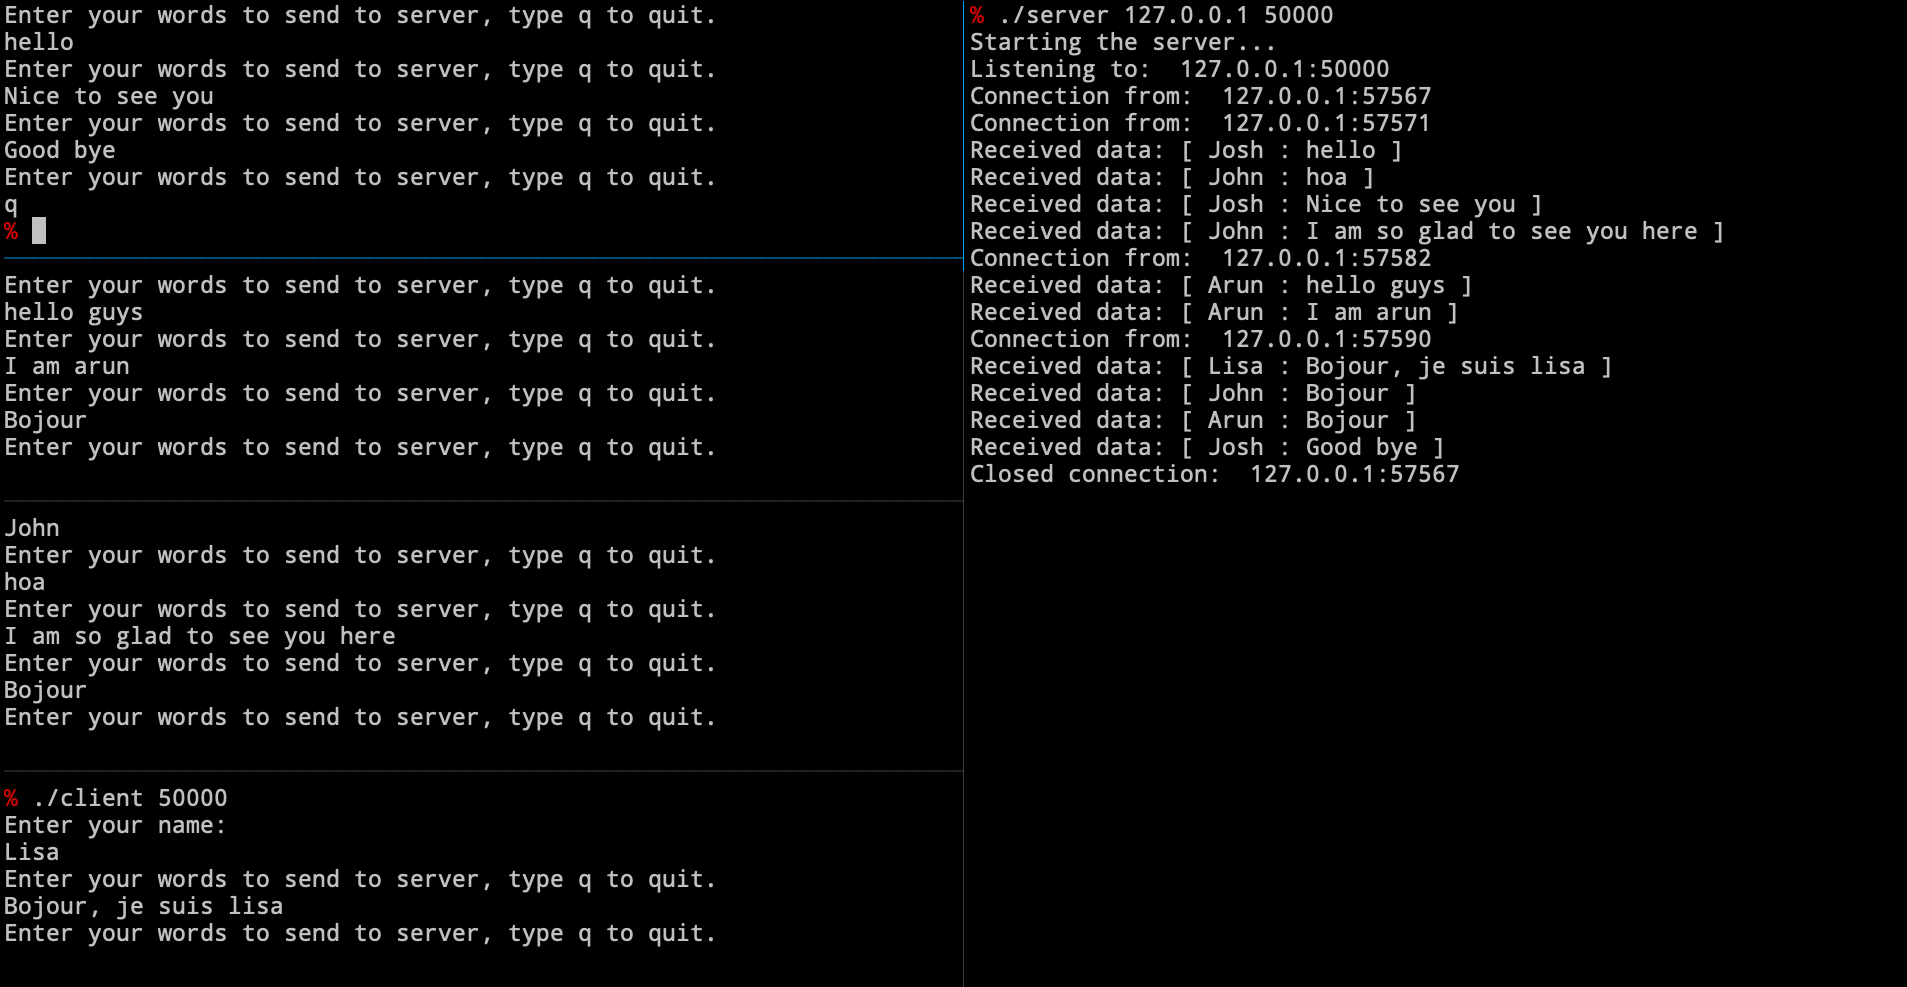 Enter your words to send to server, type q to quit.
hello
Enter your words to send to server, type q to quit.
Nice to see you
Enter your words to send to server, type q to quit.
Good bye
Enter your words to send to server, type q to quit.
q
%
Enter your words to send to server, type q to quit.
hello guys
Enter your words to send to server, type q to quit.
I am arun
Enter your words to send to server, type q to quit.
Bojour
Enter your words to send to server, type q to quit.
John
Enter your words to send to server, type q to quit.
hoa
Enter your words to send to server, type q to quit.
I am so glad to see you here
Enter your words to send to server, type q to quit.
Bojour
Enter your words to send to server, type q to quit.
% ./client 50000
Enter your name:
Lisa
Enter your words to send to server, type q to quit.
Bojour, je suis lisa
Enter your words to send to server, type q to quit.
% ./server 127.0.0.1 50000
Starting the server...
Listening to:  127.0.0.1:50000
Connection from:  127.0.0.1:57567
Connection from:  127.0.0.1:57571
Received data: [ Josh : hello ]
Received data: [ John : hoa ]
Received data: [ Josh : Nice to see you ]
Received data: [ John : I am so glad to see you here ]
Connection from:  127.0.0.1:57582
Received data: [ Arun : hello guys ]
Received data: [ Arun : I am arun ]
Connection from:  127.0.0.1:57590
Received data: [ Lisa : Bojour, je suis lisa ]
Received data: [ John : Bojour ]
Received data: [ Arun : Bojour ]
Received data: [ Josh : Good bye ]
Closed connection:  127.0.0.1:57567